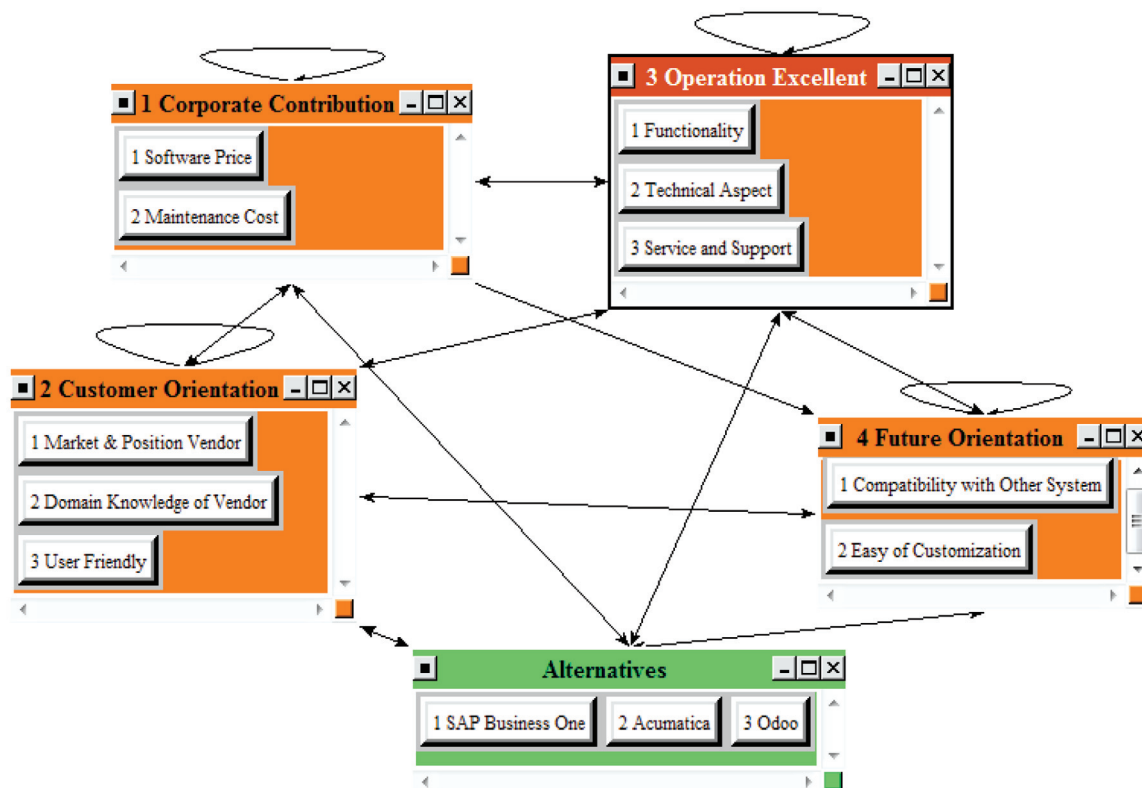 1 Corporate Contribution
1 Software Price
2 Maintenance Cost
3 Operation Excellent
1 Functionality
2 Technical Aspect
3 Service and Support
2 Customer Orientation
1 Market & Position Vendor
2 Domain Knowledge of Vendor
3 User Friendly
4 Future Orientation
1 Compatibility with Other System
2 Easy of Customization
Alternatives
1 SAP Business One
2 Acumatica
3 Odoo